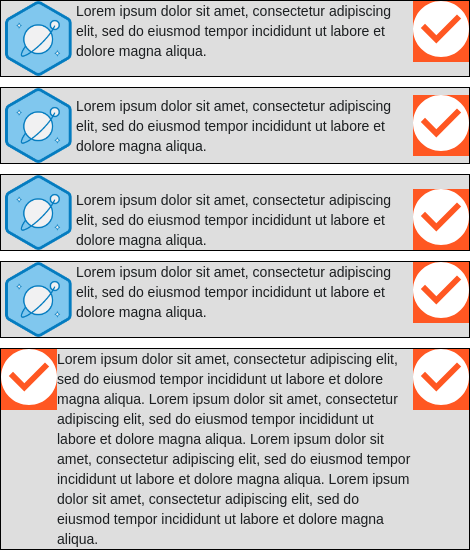 Lorem ipsum dolor sit amet, consectetur adipiscing
elit, sed do eiusmod tempor incididunt ut labore et
dolore magna aliqua.
Lorem ipsum dolor sit amet, consectetur adipiscing
elit, sed do eiusmod tempor incididunt ut labore et
dolore magna aliqua.
Lorem ipsum dolor sit amet, consectetur adipiscing
elit, sed do eiusmod tempor incididunt ut labore et
dolore magna aliqua.
Lorem ipsum dolor sit amet, consectetur adipiscing
elit, sed do eiusmod tempor incididunt ut labore et
dolore magna aliqua.
Lorem ipsum dolor sit amet, consectetur adipiscing elit,
sed do eiusmod tempor incididunt ut labore et dolore
magna aliqua. Lorem ipsum dolor sit amet, consectetur
adipiscing elit, sed do eiusmod tempor incididunt ut
labore et dolore magna aliqua. Lorem ipsum dolor sit
amet, consectetur adipiscing elit, sed do eiusmod tempor
incididunt ut labore et dolore magna aliqua. Lorem ipsum
dolor sit amet, consectetur adipiscing elit, sed do
eiusmod tempor incididunt ut labore et dolore magna
aliqua.